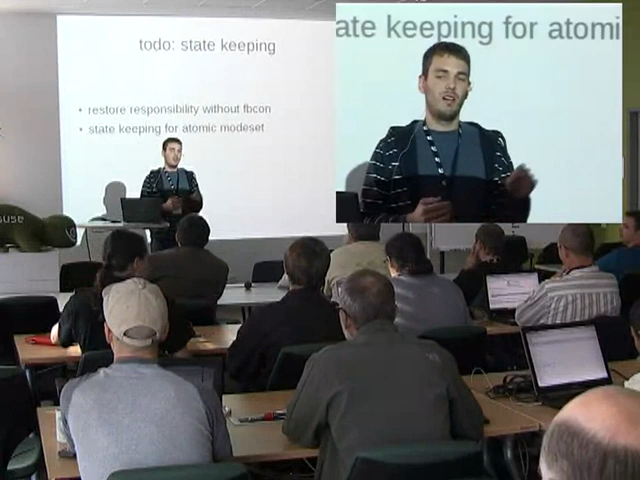 todo: state keeping
• restore responsibility without fbcon
• state keeping for atomic modeset
ate keeping for atomi
suse